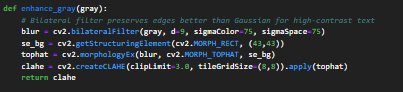 def enhance_gray(gray):
    # Bilateral filter preserves edges better than Gaussian for high-contrast text
    blur = cv2.bilateralFilter(gray, d=9, sigmaColor=75, sigmaSpace=75)
    se_bg = cv2.getStructuringElement(cv2.MORPH_RECT, (43,43))
    tophat = cv2.morphologyEx(blur, cv2.MORPH_TOPHAT, se_bg)
    clahe = cv2.createCLAHE(clipLimit=3.0, tileGridSize=(8,8)).apply(tophat)
    return clahe